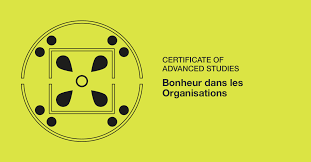 CERTIFICATE OF
ADVANCED STUDIES
Bonheur dans les
Organisations